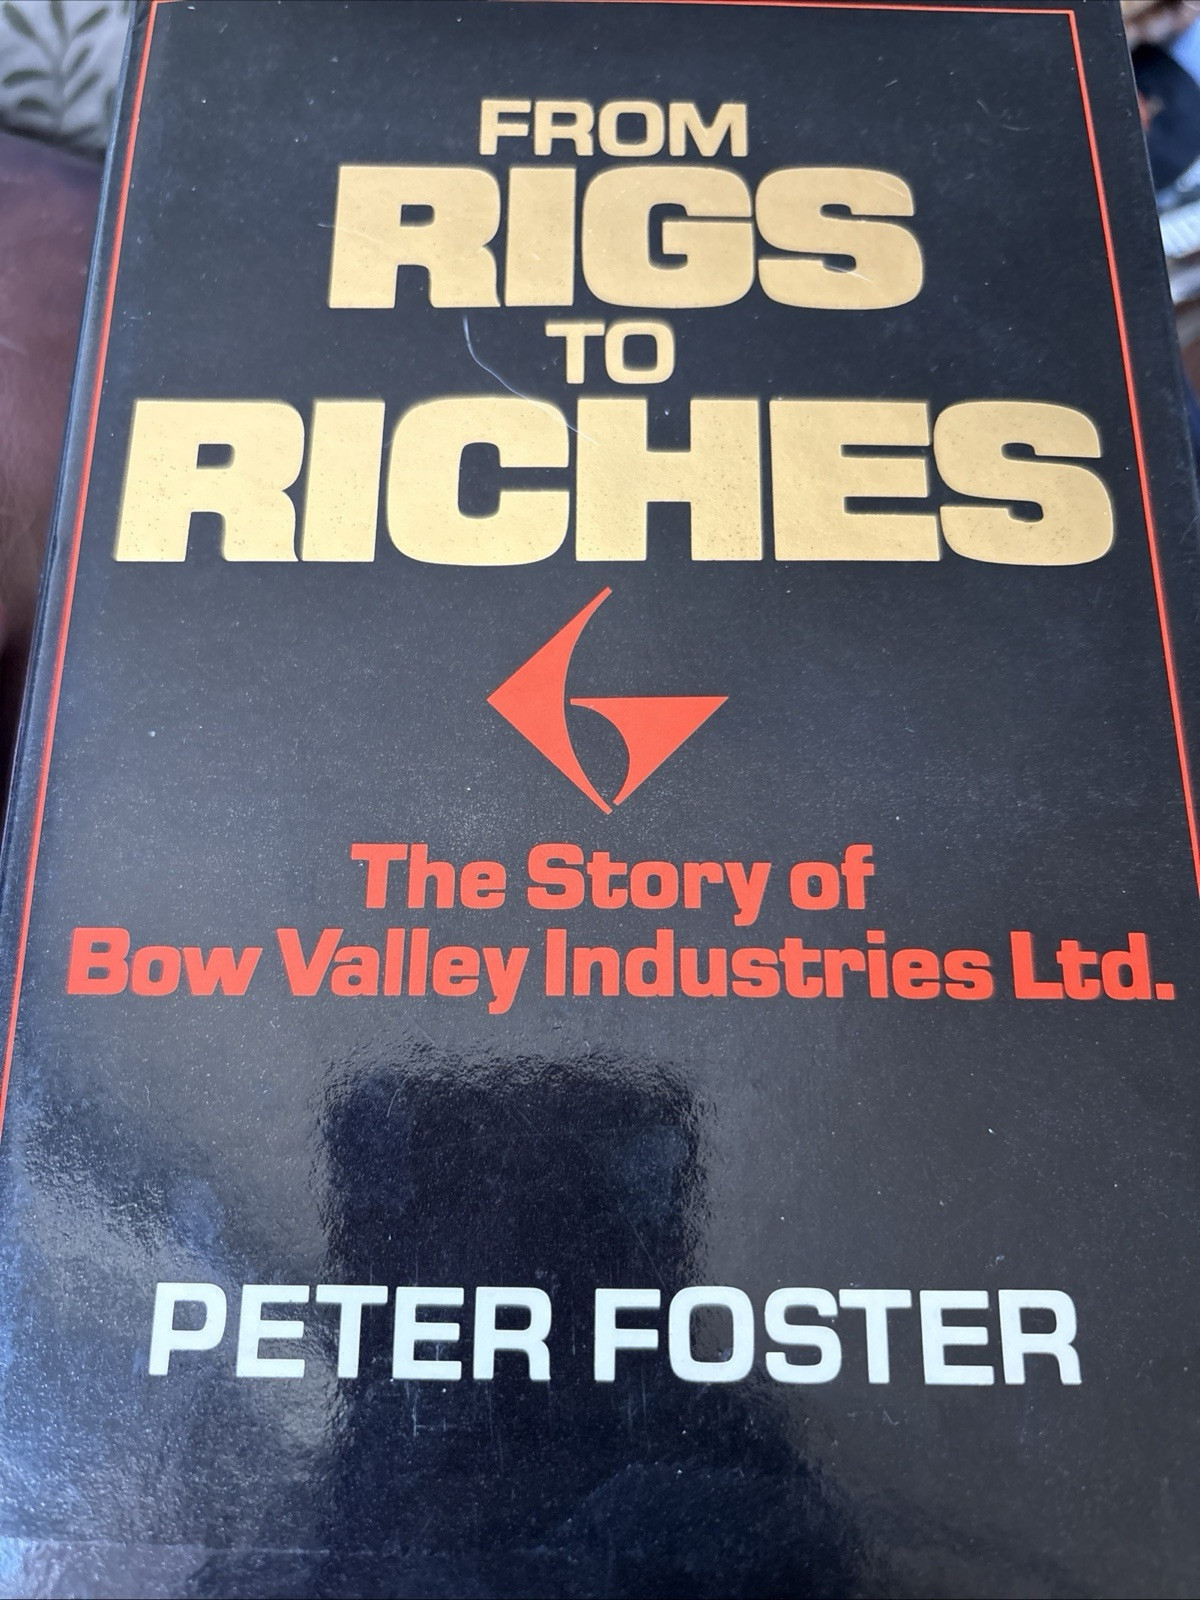 FROM
RIGS
TO
RICHES
The Story of
Bow Valley Industries Ltd.
PETER FOSTER